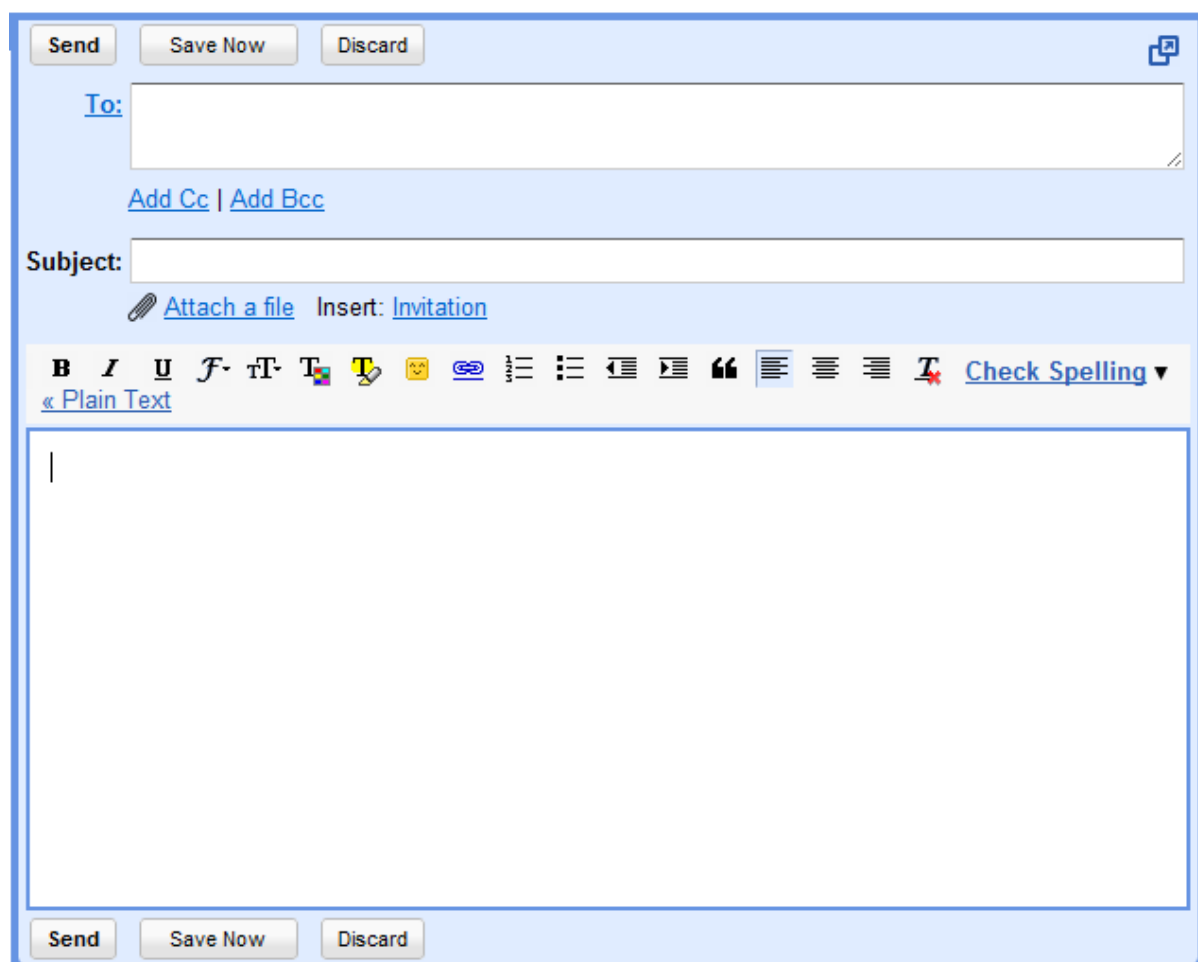 Send Save Now Discard
To:
Add Cc | Add Bcc
Subject:
Attach a file Insert: Invitation
B I U F TT T T Check Spelling ▼
« Plain Text
Send Save Now Discard